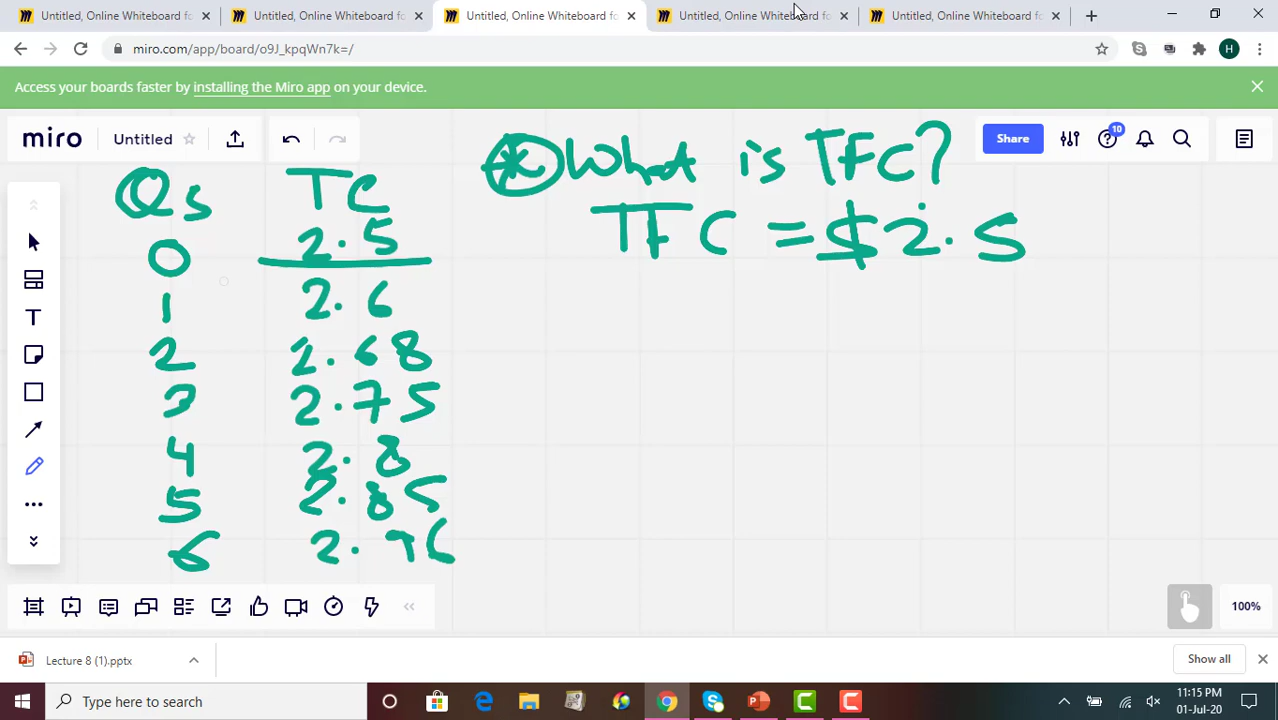 Untitled, Online Whiteboard fo
Untitled, Online Whiteboard fo
Untitled, Online Whiteboard fo
Untitled, Online Whiteboard fo
Untitled, Online Whiteboard fo
miro.com/app/board/o9J_kpqWn7k=/
H
Access your boards faster by installing the Miro app on your device.
miro Untitled
Share
10
What is TFC?
TFC = $2.5
Qs TC
0 2.5
1 2.6
2 2.68
3 2.75
4 2.8
5 2.85
6 2.96
T
100%
Lecture 8 (1).pptx
Show all
Type here to search
11:15 PM
01-Jul-20